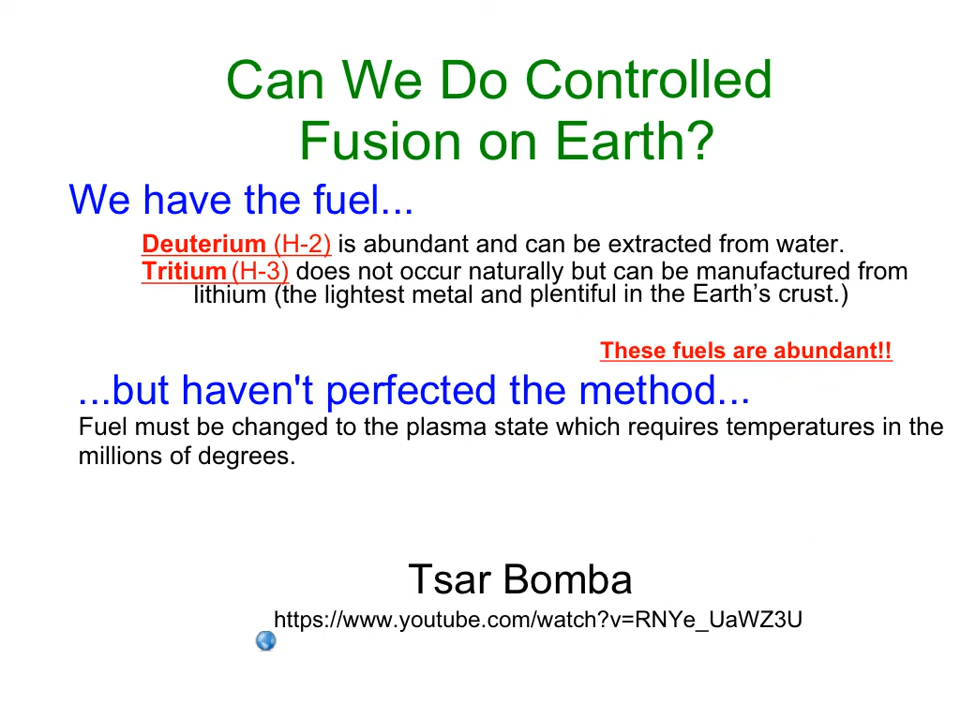 Can We Do Controlled
Fusion on Earth?
We have the fuel...
Deuterium (H-2) is abundant and can be extracted from water.
Tritium (H-3) does not occur naturally but can be manufactured from
lithium (the lightest metal and plentiful in the Earth’s crust.)
These fuels are abundant!!
...but haven't perfected the method...
Fuel must be changed to the plasma state which requires temperatures in the
millions of degrees.
Tsar Bomba
https://www.youtube.com/watch?v=RNYe_UaWZ3U